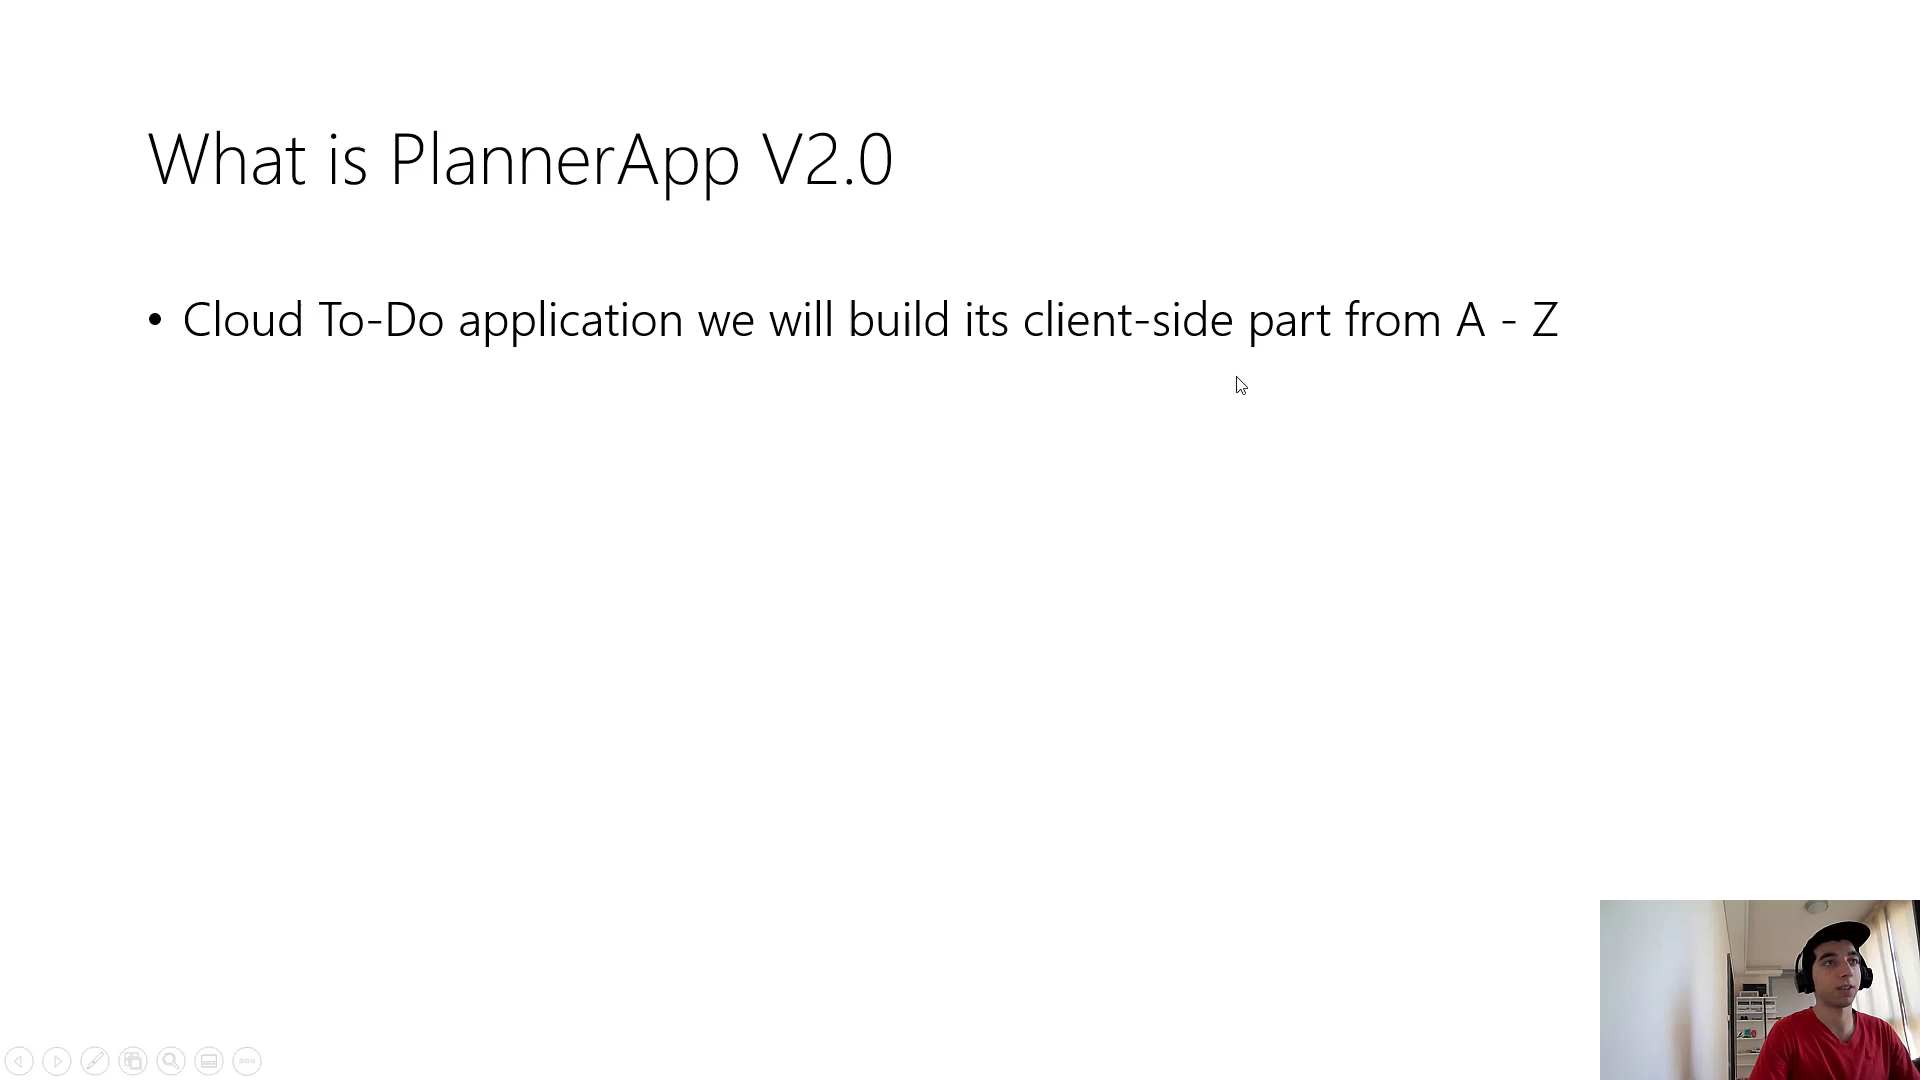 What is PlannerApp V2.0
• Cloud To-Do application we will build its client-side part from A - Z